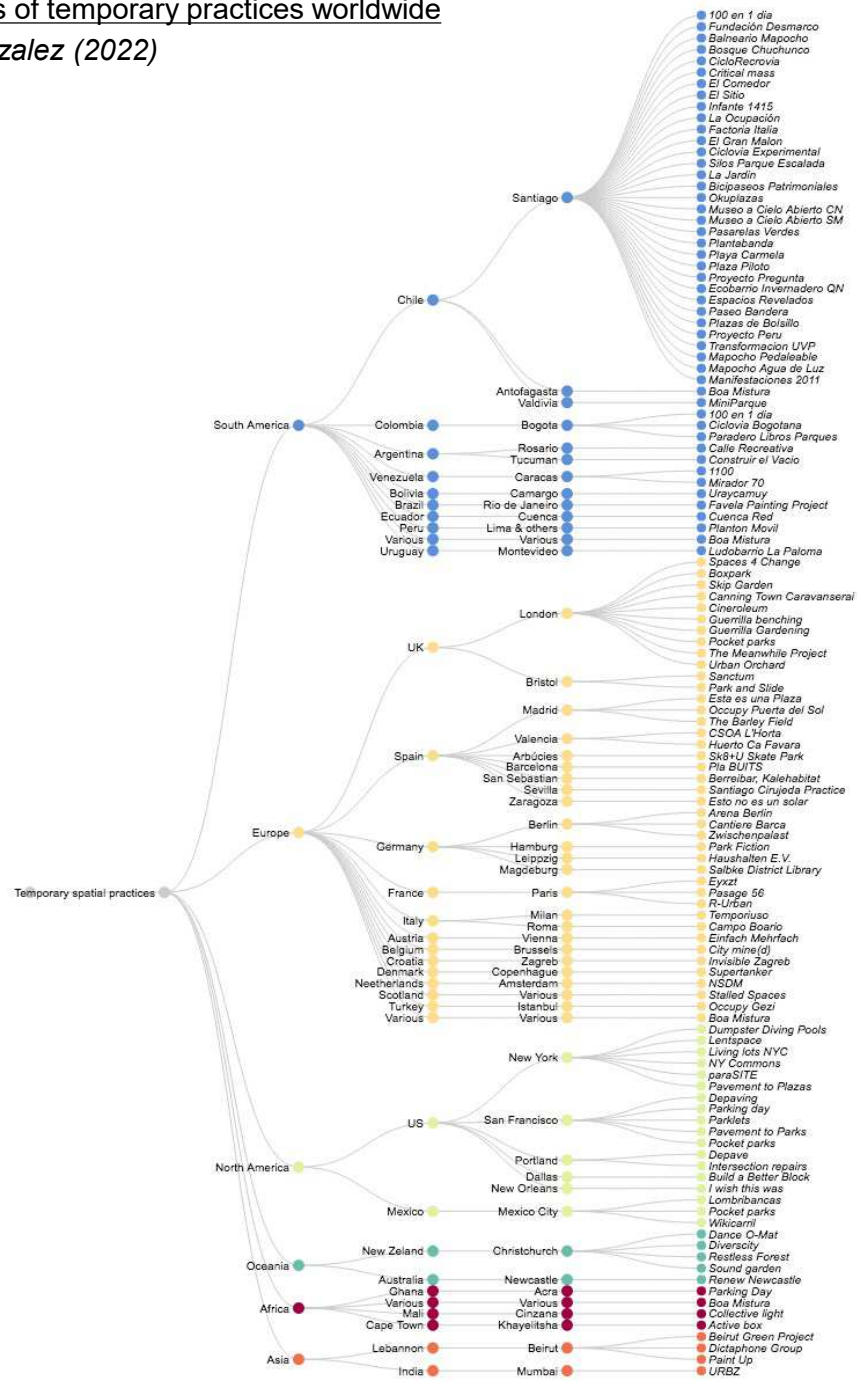 s of temporary practices worldwide
zalez (2022)
Temporary spatial practices
South America
Chile
Santiago
100 en 1 dia
Fundación Desmarco
Balneario Mapocho
Bosque Chuchunco
CicloRecrovia
Critical mass
El Comedor
El Sitio
Infante 1415
La Ocupación
Factoria Italia
El Gran Malon
Ciclovia Experimental
Silos Parque Escalada
La Jardin
Bicipaseos Patrimoniales
Okuplazas
Museo a Cielo Abierto CN
Museo a Cielo Abierto SM
Pasarelas Verdes
Plantabanda
Playa Carmela
Plaza Piloto
Proyecto Pregunta
Ecobarrio Invernadero QN
Espacios Revelados
Paseo Bandera
Plazas de Bolsillo
Proyecto Peru
Transformacion UVP
Mapocho Pedaleable
Mapocho Agua de Luz
Manifestaciones 2011
Antofagasta
Boa Mistura
Valdivia
MiniParque
Colombia
Bogota
100 en 1 dia
Ciclovia Bogotana
Paradero Libros Parques
Argentina
Rosario
Calle Recreativa
Tucuman
Construir el Vacio
Venezuela
Caracas
1100
Mirador 70
Bolivia
Camargo
Uraycamuy
Brazil
Rio de Janeiro
Favela Painting Project
Ecuador
Cuenca
Cuenca Red
Peru
Lima & others
Planton Movil
Various
Various
Boa Mistura
Uruguay
Montevideo
Ludobarrio La Paloma
Europe
UK
London
Spaces 4 Change
Boxpark
Skip Garden
Canning Town Caravanserai
Cineroleum
Guerrilla benching
Guerrilla Gardening
Pocket parks
The Meanwhile Project
Urban Orchard
Bristol
Sanctum
Park and Slide
Spain
Madrid
Esta es una Plaza
Occupy Puerta del Sol
The Barley Field
Valencia
CSOA L'Horta
Huerto Ca Favara
Arbúcies
Sk8+U Skate Park
Barcelona
Pla BUITS
San Sebastian
Berreibar, Kalehabitat
Sevilla
Santiago Cirujeda Practice
Zaragoza
Esto no es un solar
Germany
Berlin
Arena Berlin
Cantiere Barca
Zwischenpalast
Hamburg
Park Fiction
Leippzig
Haushalten E.V.
Magdeburg
Salbke District Library
France
Paris
Eyxzt
Pasage 56
R-Urban
Italy
Milan
Temporiuso
Roma
Campo Boario
Austria
Vienna
Einfach Mehrfach
Belgium
Brussels
City mine(d)
Croatia
Zagreb
Invisible Zagreb
Denmark
Copenhague
Supertanker
Neetherlands
Amsterdam
NSDM
Scotland
Various
Stalled Spaces
Turkey
Istanbul
Occupy Gezi
Various
Various
Boa Mistura
North America
US
New York
Dumpster Diving Pools
Lentspace
Living lots NYC
NY Commons
paraSITE
Pavement to Plazas
San Francisco
Depaving
Parking day
Parklets
Pavement to Parks
Pocket parks
Portland
Depave
Intersection repairs
Dallas
Build a Better Block
New Orleans
I wish this was
Mexico
Mexico City
Lombribancas
Pocket parks
Wikicarril
Oceania
New Zeland
Christchurch
Dance O-Mat
Diverscity
Restless Forest
Sound garden
Australia
Newcastle
Renew Newcastle
Africa
Ghana
Acra
Parking Day
Various
Various
Boa Mistura
Mali
Cinzana
Collective light
Cape Town
Khayelitsha
Active box
Asia
Lebannon
Beirut
Beirut Green Project
Dictaphone Group
Paint Up
India
Mumbai
URBZ